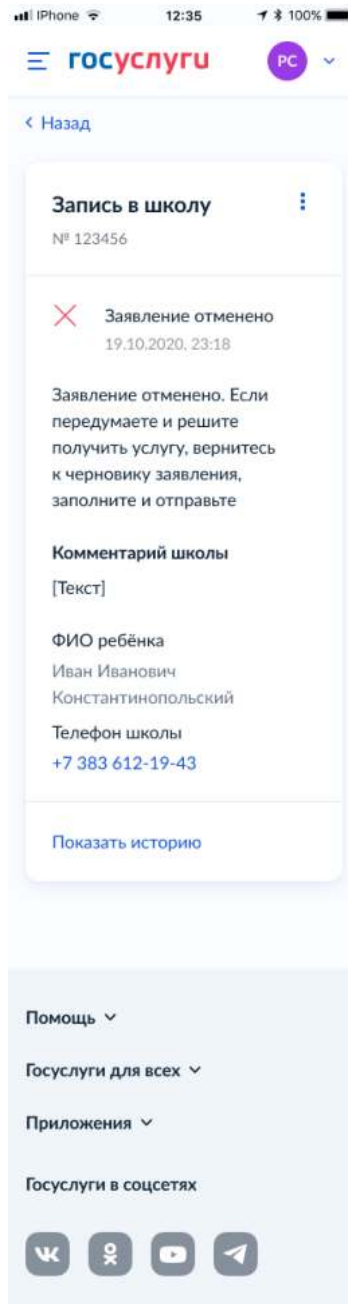 iPhone 12:35 100%
госуслуги РС
Назад
Запись в школу
№ 123456
Заявление отменено
19.10.2020, 23:18
Заявление отменено. Если
передумаете и решите
получить услугу, вернитесь
к черновику заявления,
заполните и отправьте
Комментарий школы
[Текст]
ФИО ребёнка
Иван Иванович
Константинопольский
Телефон школы
+7 383 612-19-43
Показать историю
Помощь
Госуслуги для всех
Приложения
Госуслуги в соцсетях